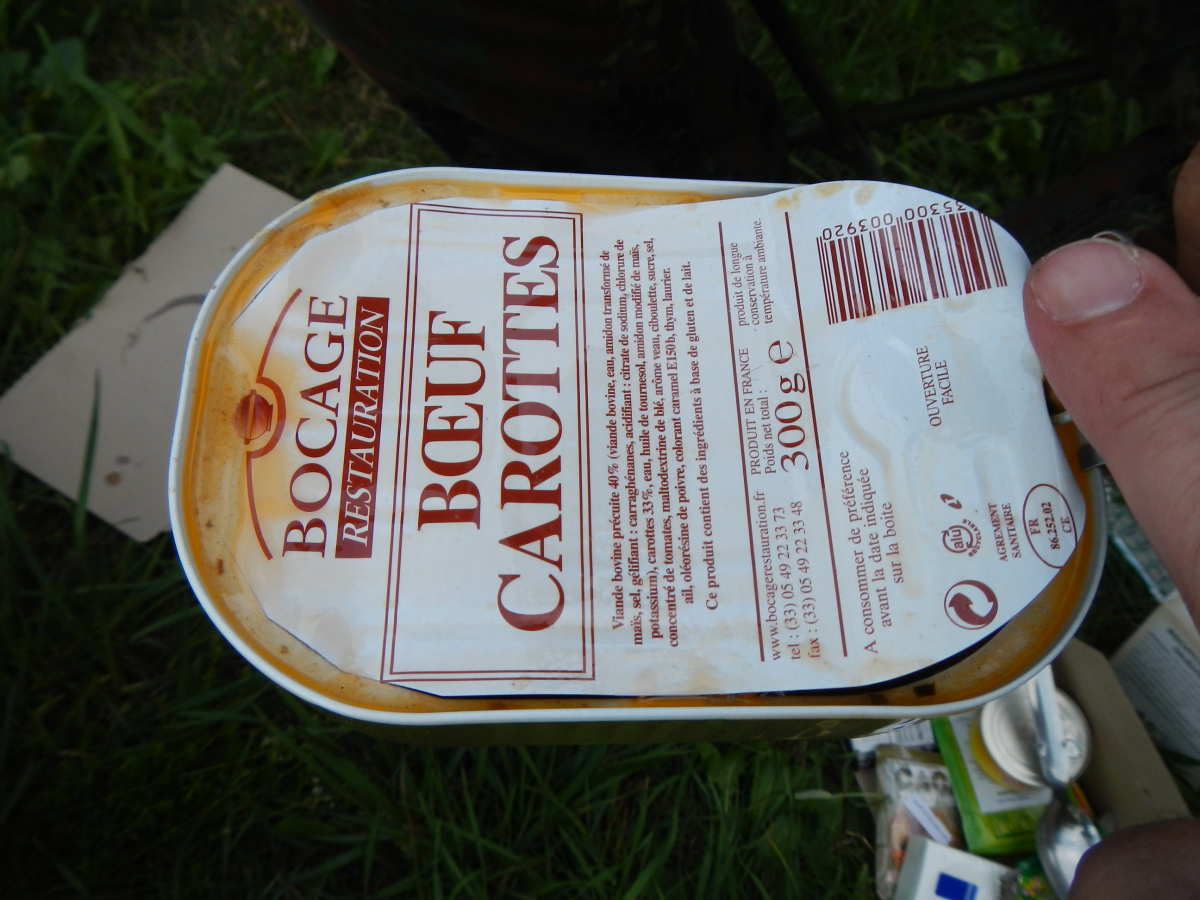 BOCAGE
RESTAURATION
BŒUF
CAROTTES
Viande bovine précuite 40% (viande bovine, eau, amidon transformé de
maïs, sel, gélifiant : carraghénanes, acidifiant : citrate de sodium, chlorure de
potassium), carottes 33%, eau, huile de tournesol, amidon modifié de maïs,
concentré de tomates, maltodextrine de blé, arôme veau, ciboulette, sucre, sel,
ail, oléorésine de poivre, colorant caramel E150b, thym, laurier.
Ce produit contient des ingrédients à base de gluten et de lait.
www.bocagerestauration.fr
tel : (33) 05 49 22 33 73
fax : (33) 05 49 22 33 48
PRODUIT EN FRANCE
Poids net total :
300 g e
produit de longue
conservation à
température ambiante.
A consommer de préférence
avant la date indiquée
sur la boite
OUVERTURE
FACILE
35300 003920
alu
AGREMENT
SANITAIRE
FR
86.252.02
CE